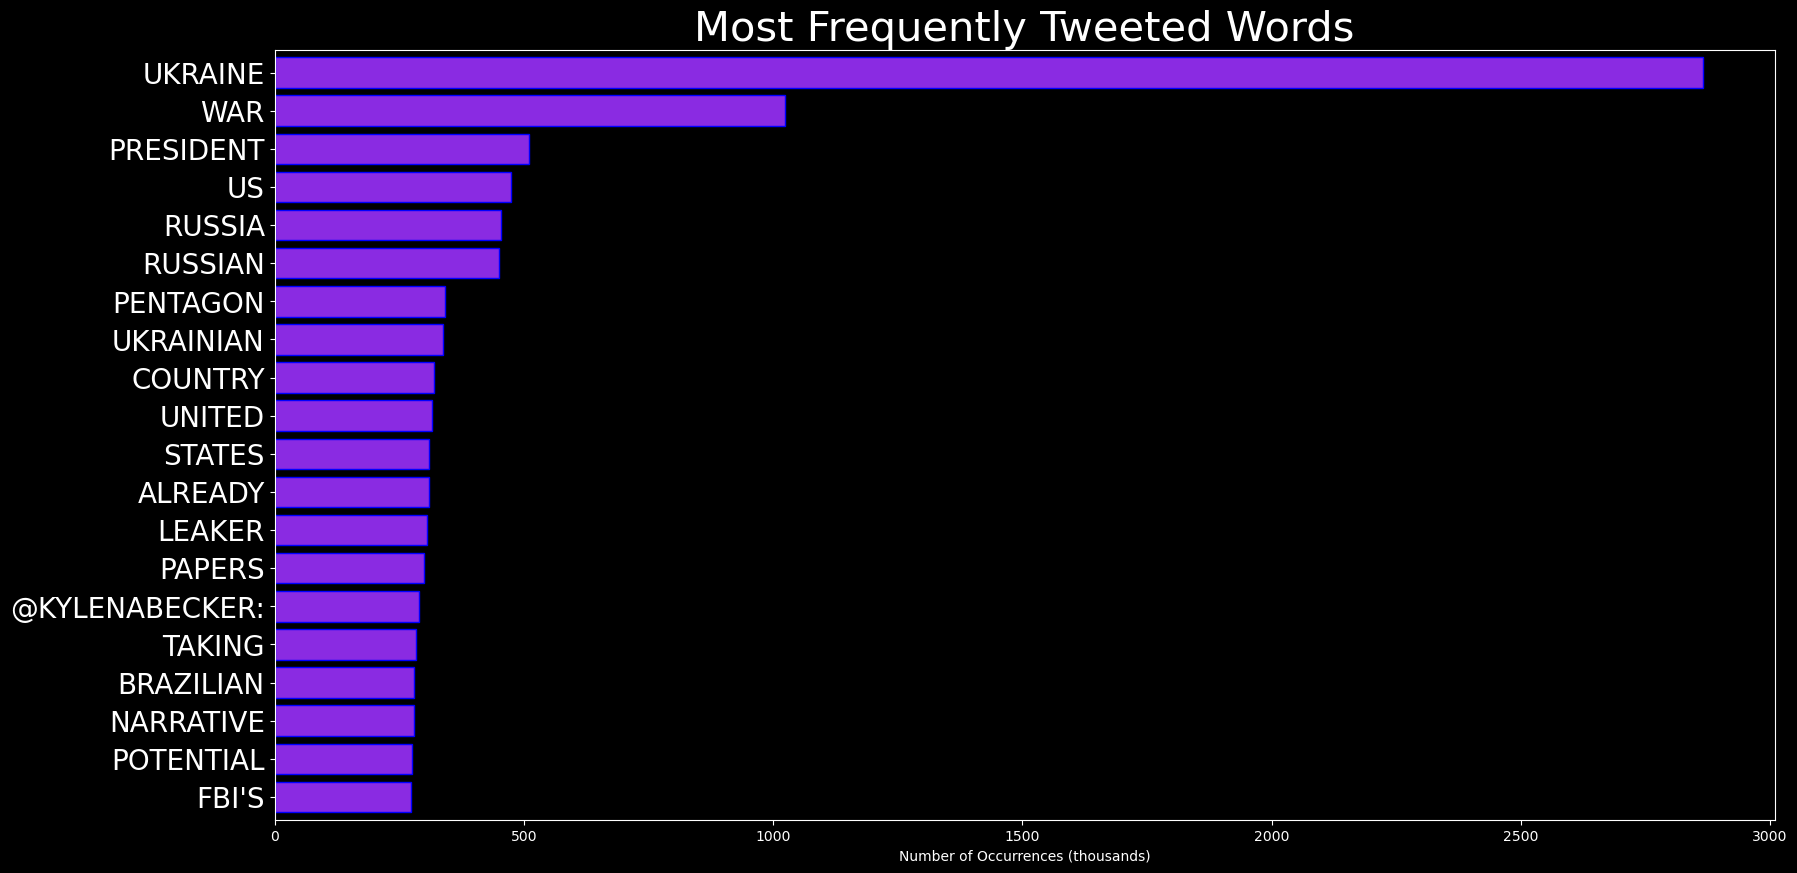 Most Frequently Tweeted Words
UKRAINE
WAR
PRESIDENT
US
RUSSIA
RUSSIAN
PENTAGON
UKRAINIAN
COUNTRY
UNITED
STATES
ALREADY
LEAKER
PAPERS
@KYLENABECKER:
TAKING
BRAZILIAN
NARRATIVE
POTENTIAL
FBI'S
0 500 1000 1500 2000 2500 3000
Number of Occurrences (thousands)